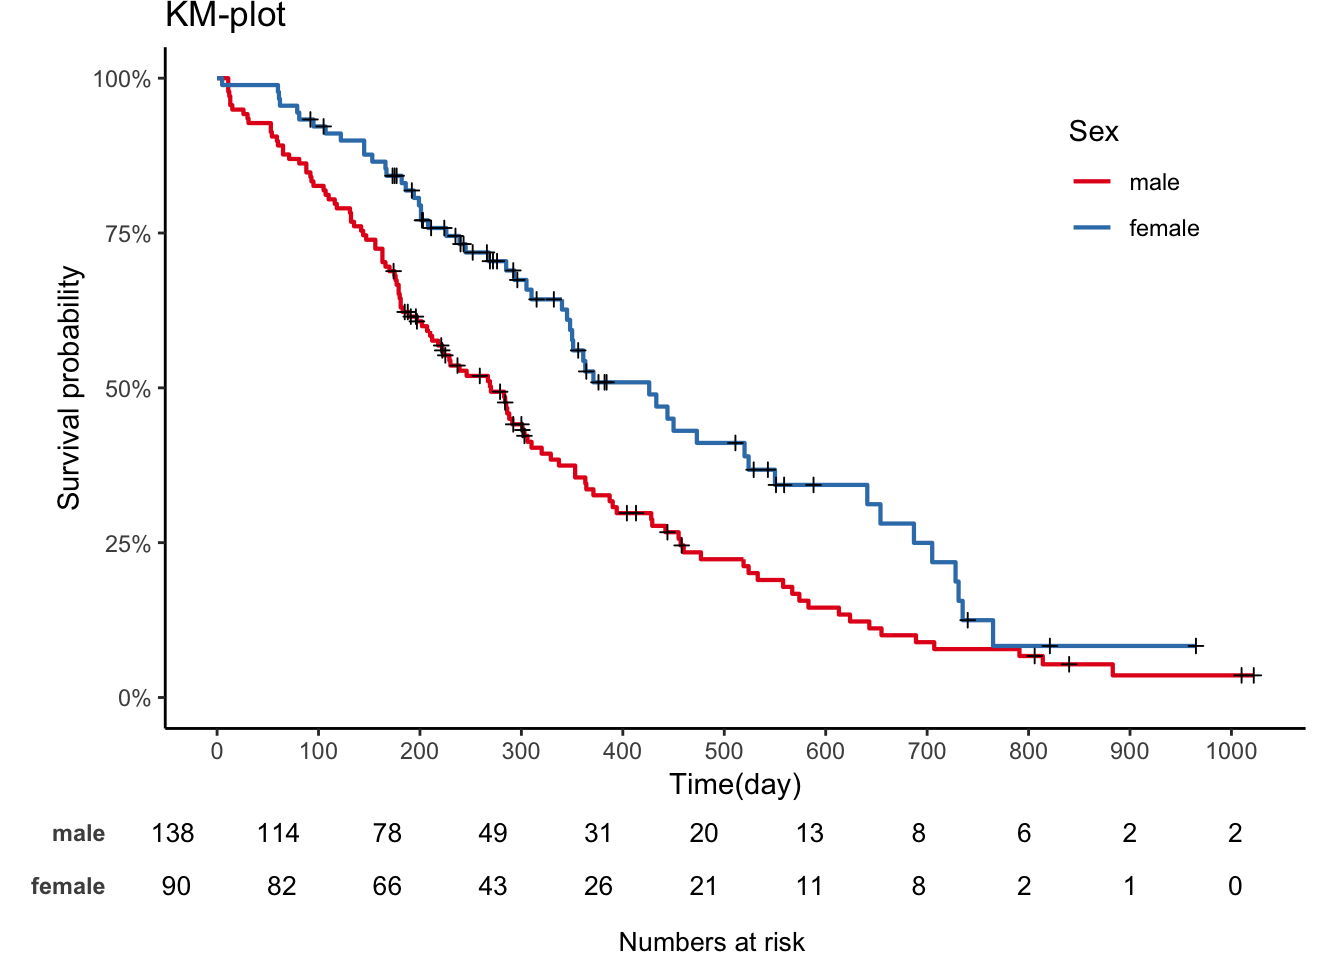 KM-plot
100%
75%
50%
25%
0%
Survival probability
Sex
male
female
0 100 200 300 400 500 600 700 800 900 1000
Time(day)
male 138 114 78 49 31 20 13 8 6 2 2
female 90 82 66 43 26 21 11 8 2 1 0
Numbers at risk